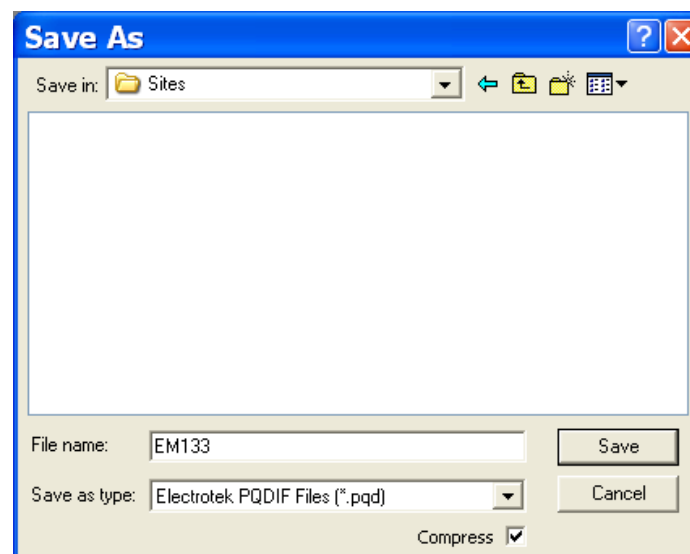 Save As
Save in: Sites
File name: EM133 Save
Save as type: Electrotek PQDIF Files (*.pqd) Cancel
Compress